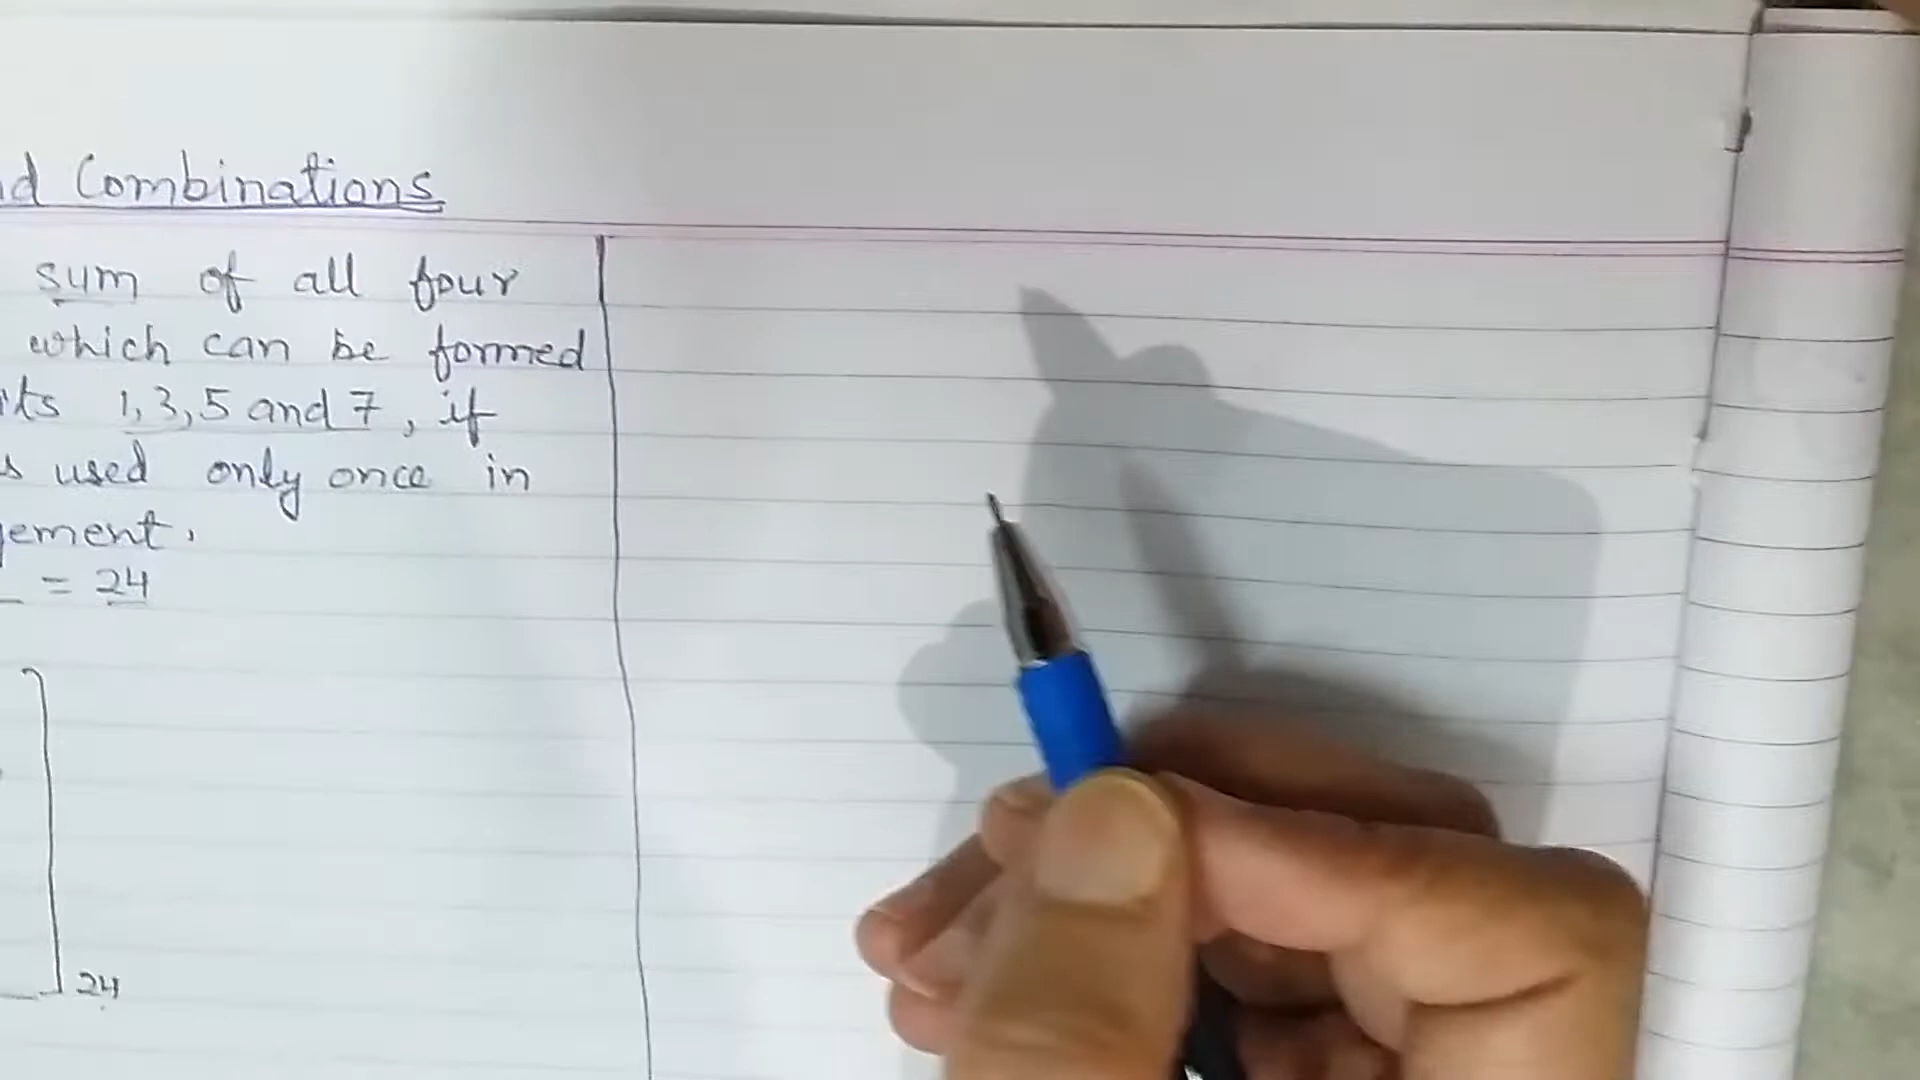 d Combinations
sum of all four
which can be formed
its 1, 3, 5 and 7, if
s used only once in
gement.
= 24
24